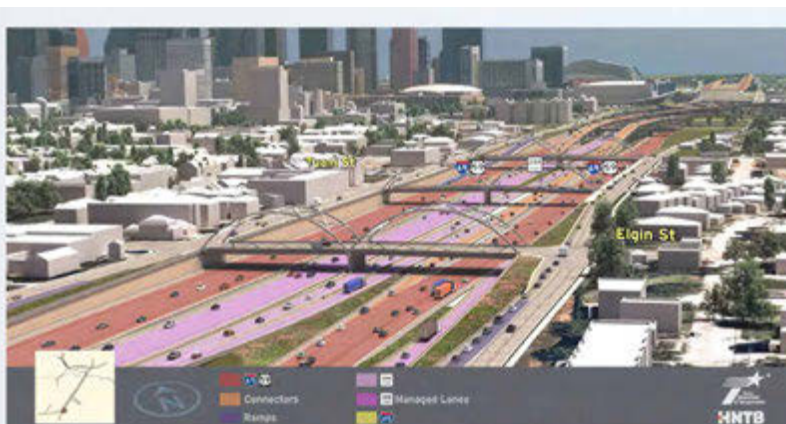 Tuam St
Elgin St
Connectors
Managed Lanes
Ramps
HNTB